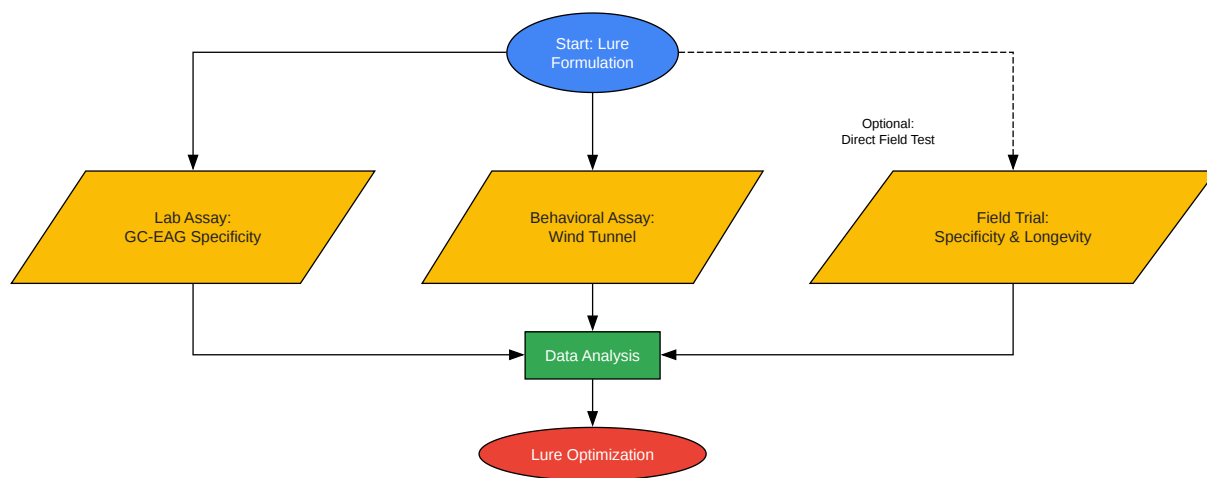 Start: Lure
Formulation
Optional:
Direct Field Test
Lab Assay:
GC-EAG Specificity
Behavioral Assay:
Wind Tunnel
Field Trial:
Specificity & Longevity
Data Analysis
Lure Optimization